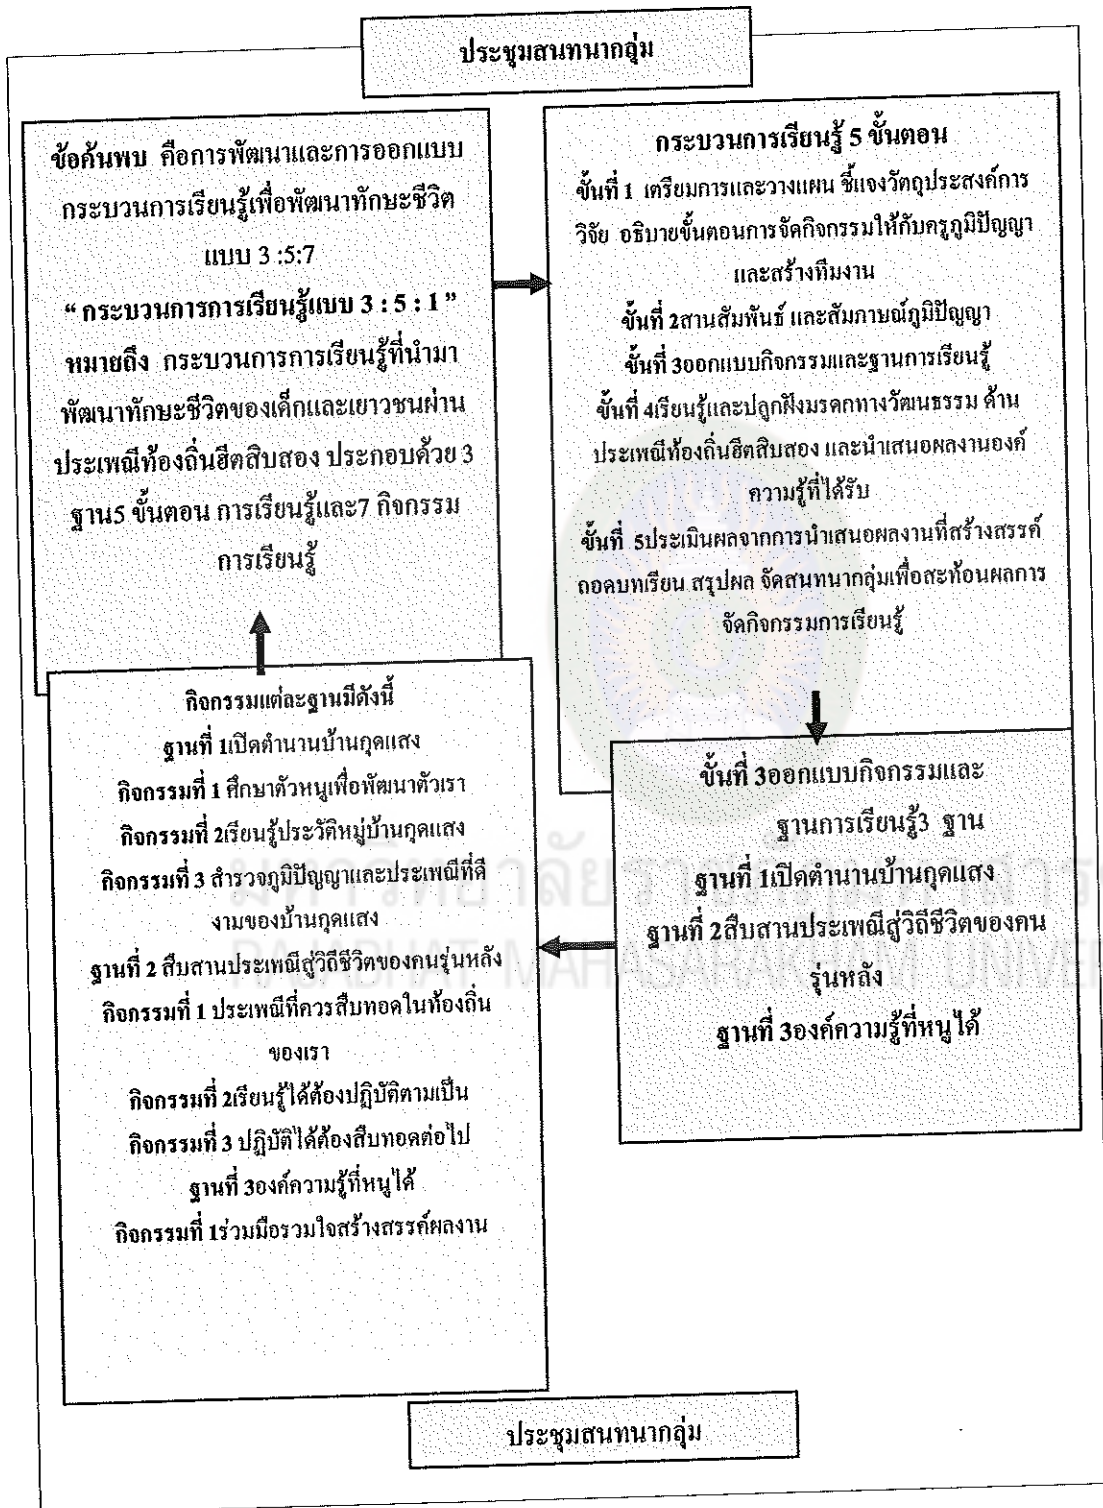 ประชุมสนทนากลุ่ม
ข้อค้นพบ คือการพัฒนาและการออกแบบ
กระบวนการเรียนรู้เพื่อพัฒนาทักษะชีวิต
แบบ 3 :5:7
“ กระบวนการการเรียนรู้แบบ 3 : 5 : 1 ”
หมายถึง กระบวนการการเรียนรู้ที่นำมา
พัฒนาทักษะชีวิตของเด็กและเยาวชนผ่าน
ประเพณีท้องถิ่นฮีตสิบสอง ประกอบด้วย 3
ฐาน5 ขั้นตอน การเรียนรู้และ7 กิจกรรม
การเรียนรู้
กระบวนการเรียนรู้ 5 ขั้นตอน
ขั้นที่ 1 เตรียมการและวางแผน ชี้แจงวัตถุประสงค์การ
วิจัย อธิบายขั้นตอนการจัดกิจกรรมให้กับครูภูมิปัญญา
และสร้างทีมงาน
ขั้นที่ 2สานสัมพันธ์ และสัมภาษณ์ภูมิปัญญา
ขั้นที่ 3ออกแบบกิจกรรมและฐานการเรียนรู้
ขั้นที่ 4เรียนรู้และปลูกฝังมรดกทางวัฒนธรรม ด้าน
ประเพณีท้องถิ่นฮีตสิบสอง และนำเสนอผลงานองค์
ความรู้ที่ได้รับ
ขั้นที่ 5ประเมินผลจากการนำเสนอผลงานที่สร้างสรรค์
ถอดบทเรียน สรุปผล จัดสนทนากลุ่มเพื่อสะท้อนผลการ
จัดกิจกรรมการเรียนรู้
ขั้นที่ 3ออกแบบกิจกรรมและ
ฐานการเรียนรู้3 ฐาน
ฐานที่ 1เปิดตำนานบ้านกุดแสง
ฐานที่ 2สืบสานประเพณีสู่วิถีชีวิตของคน
รุ่นหลัง
ฐานที่ 3องค์ความรู้ที่หนูได้
กิจกรรมแต่ละฐานมีดังนี้
ฐานที่ 1เปิดตำนานบ้านกุดแสง
กิจกรรมที่ 1 ศึกษาตัวหนูเพื่อพัฒนาตัวเรา
กิจกรรมที่ 2เรียนรู้ประวัติหมู่บ้านกุดแสง
กิจกรรมที่ 3 สำรวจภูมิปัญญาและประเพณีที่ดี
งามของบ้านกุดแสง
ฐานที่ 2 สืบสานประเพณีสู่วิถีชีวิตของคนรุ่นหลัง
กิจกรรมที่ 1 ประเพณีที่ควรสืบทอดในท้องถิ่น
ของเรา
กิจกรรมที่ 2เรียนรู้ได้ต้องปฏิบัติตามเป็น
กิจกรรมที่ 3 ปฏิบัติได้ต้องสืบทอดต่อไป
ฐานที่ 3องค์ความรู้ที่หนูได้
กิจกรรมที่ 1ร่วมมือรวมใจสร้างสรรค์ผลงาน
ประชุมสนทนากลุ่ม
RAJABHAT MAHASARAKHAM